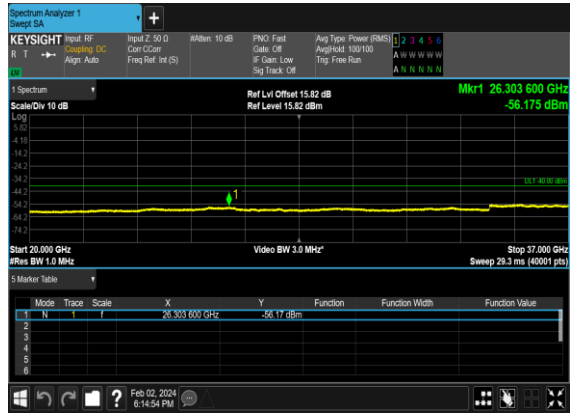 Spectrum Analyzer 1
Swept SA
+
KEYSIGHT Input: RF Input Z: 50 Ω #Atten: 10 dB PNO: Fast Avg Type: Power (RMS) 1 2 3 4 5 6
R T Coupling: DC Corr CCorr Gate: Off Avg|Hold: 100/100 A W W W W W
Align: Auto Freq Ref: Int (S) IF Gain: Low Trig: Free Run
Sig Track: Off A N N N N N
1 Spectrum Ref Lvl Offset 15.82 dB Mkr1 26.303 600 GHz
Scale/Div 10 dB Ref Level 15.82 dBm -56.175 dBm
Log
5.82
-4.18
-14.2
-24.2
-34.2
-44.2
-54.2
-64.2
-74.2
1
Start 20.000 GHz Video BW 3.0 MHz* Stop 37.000 GHz
#Res BW 1.0 MHz Sweep 29.3 ms (40001 pts)
5 Marker Table
Mode Trace Scale X Y Function Function Width Function Value
1 N 1 f 26.303 600 GHz -56.17 dBm
2
3
4
5
6
? Feb 02, 2024
6:14:54 PM